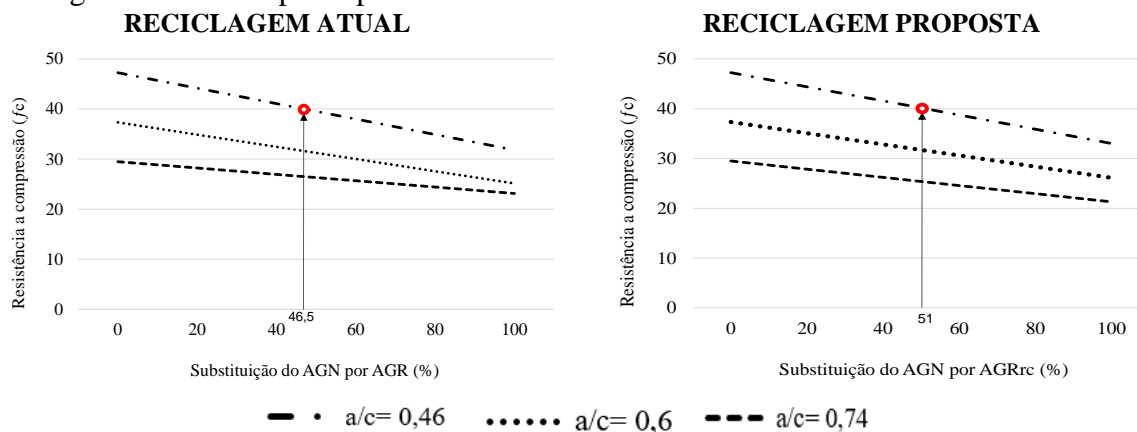 RECICLAGEM ATUAL
50
40
30
20
10
0
Resistência a compressão (fc)
0 20 40 60 80 100
46,5
Substituição do AGN por AGR (%)
RECICLAGEM PROPOSTA
50
40
30
20
10
0
Resistência a compressão (fc)
0 20 40 60 80 100
51
Substituição do AGN por AGRrc (%)
a/c= 0,46 a/c= 0,6 a/c= 0,74